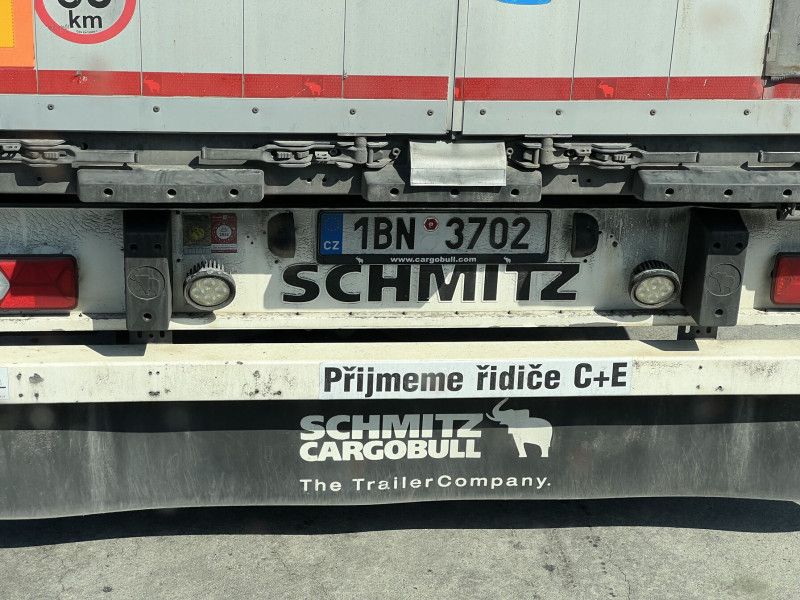 km
CZ 1BN 3702
www.cargobull.com
SCHMITZ
Přijmeme řidiče C+E
SCHMITZ
CARGOBULL
The TrailerCompany.